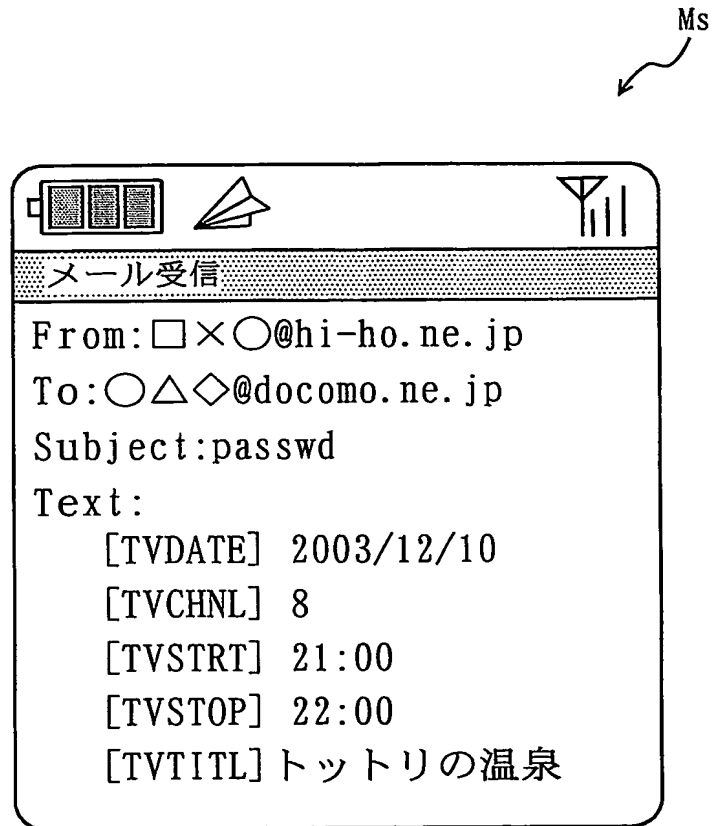 Ms
メール受信
From:□×○@hi-ho.ne.jp
To:○△◇@docomo.ne.jp
Subject:passwd
Text:
[TVDATE] 2003/12/10
[TVCHNL] 8
[TVSTRT] 21:00
[TVSTOP] 22:00
[TVTITL]トットリの温泉